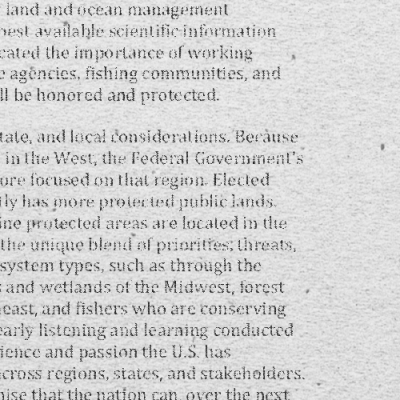 land and ocean management
best available scientific information
cated the importance of working
e agencies, fishing communities, and
ll be honored and protected.
tate, and local considerations. Because
in the West, the Federal Government's
ore focused on that region. Elected
tly has more protected public lands.
ine protected areas are located in the
the unique blend of priorities; threats,
system types, such as through the
s and wetlands of the Midwest, forest
heast, and fishers who are conserving
early listening and learning conducted
ience and passion the U.S. has
across regions, states, and stakeholders.
mise that the nation can, over the next